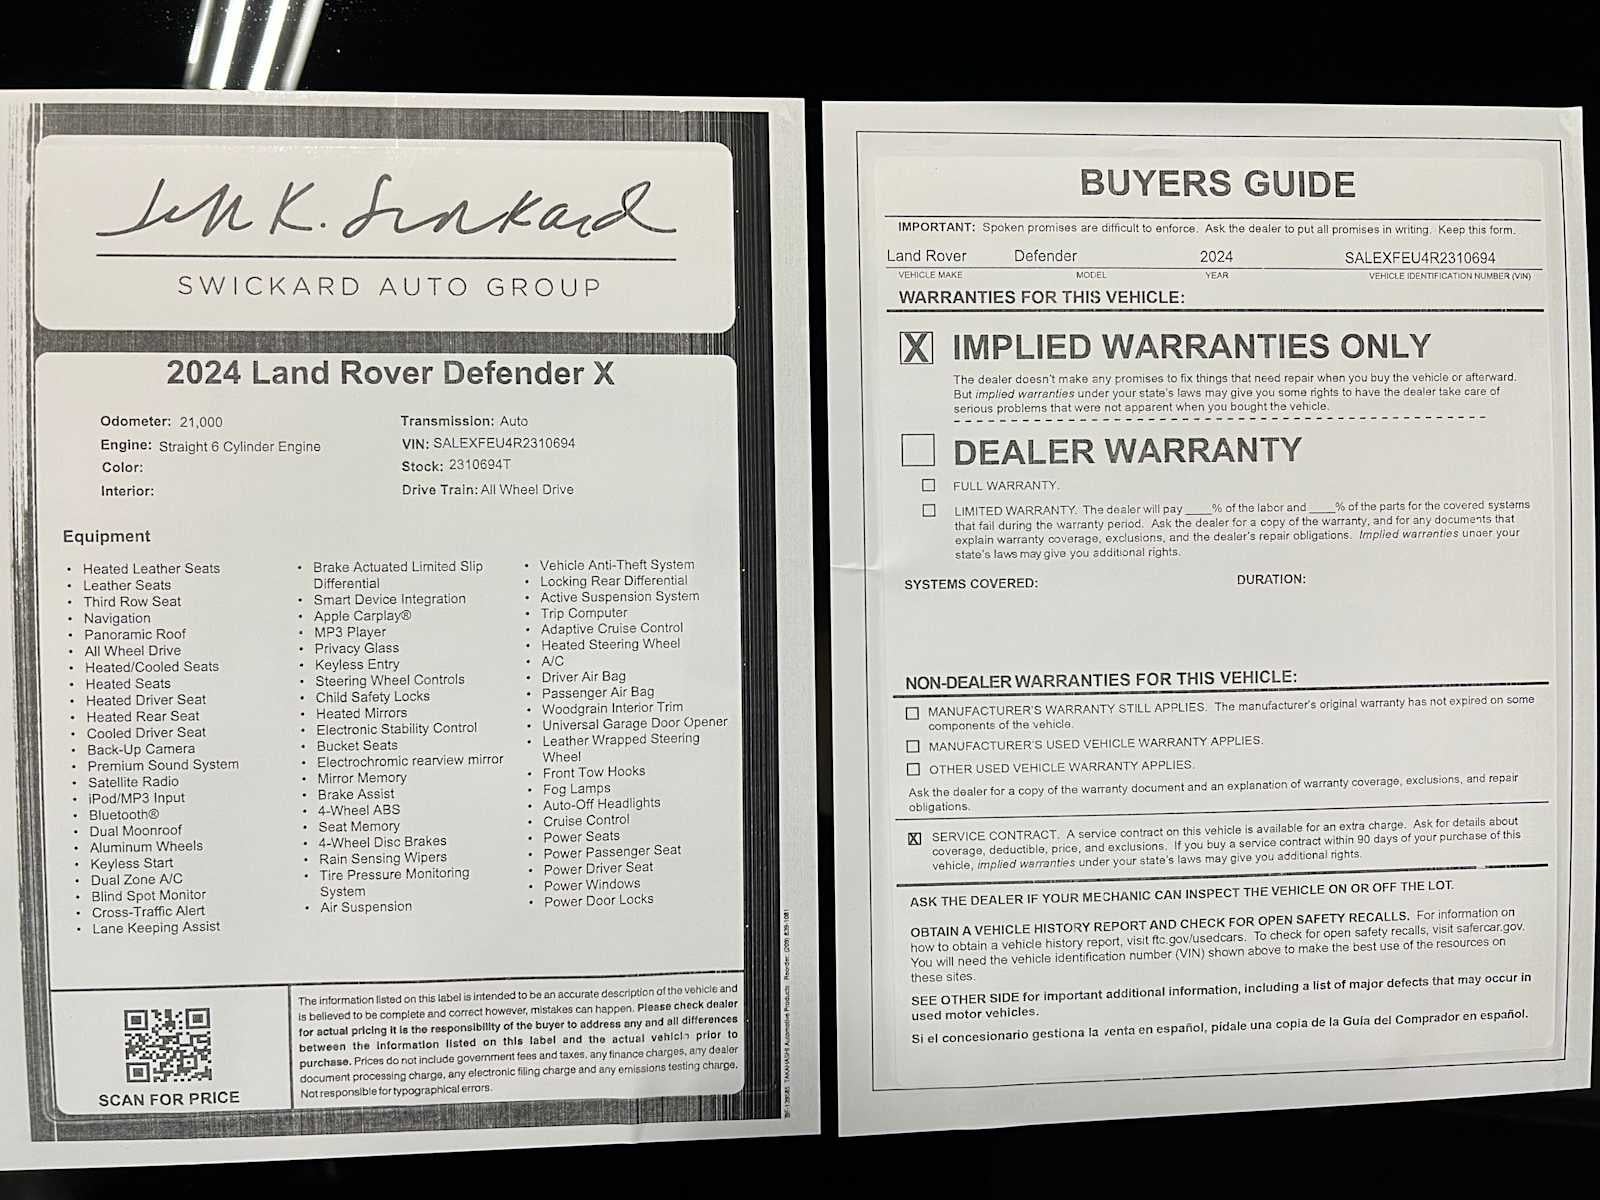 Jeff K. Swickard
SWICKARD AUTO GROUP
2024 Land Rover Defender X
Odometer: 21,000
Engine: Straight 6 Cylinder Engine
Color:
Interior:
Transmission: Auto
VIN: SALEXFEU4R2310694
Stock: 2310694T
Drive Train: All Wheel Drive
Equipment
• Heated Leather Seats
• Leather Seats
• Third Row Seat
• Navigation
• Panoramic Roof
• All Wheel Drive
• Heated/Cooled Seats
• Heated Seats
• Heated Driver Seat
• Heated Rear Seat
• Cooled Driver Seat
• Back-Up Camera
• Premium Sound System
• Satellite Radio
• iPod/MP3 Input
• Bluetooth®
• Dual Moonroof
• Aluminum Wheels
• Keyless Start
• Dual Zone A/C
• Blind Spot Monitor
• Cross-Traffic Alert
• Lane Keeping Assist
• Brake Actuated Limited Slip
Differential
• Smart Device Integration
• Apple Carplay®
• MP3 Player
• Privacy Glass
• Keyless Entry
• Steering Wheel Controls
• Child Safety Locks
• Heated Mirrors
• Electronic Stability Control
• Bucket Seats
• Electrochromic rearview mirror
• Mirror Memory
• Brake Assist
• 4-Wheel ABS
• Seat Memory
• 4-Wheel Disc Brakes
• Rain Sensing Wipers
• Tire Pressure Monitoring
System
• Air Suspension
• Vehicle Anti-Theft System
• Locking Rear Differential
• Active Suspension System
• Trip Computer
• Adaptive Cruise Control
• Heated Steering Wheel
• A/C
• Driver Air Bag
• Passenger Air Bag
• Woodgrain Interior Trim
• Universal Garage Door Opener
• Leather Wrapped Steering
Wheel
• Front Tow Hooks
• Fog Lamps
• Auto-Off Headlights
• Cruise Control
• Power Seats
• Power Passenger Seat
• Power Driver Seat
• Power Windows
• Power Door Locks
SCAN FOR PRICE
The information listed on this label is intended to be an accurate description of the vehicle and
is believed to be complete and correct however, mistakes can happen. Please check dealer
for actual pricing it is the responsibility of the buyer to address any and all differences
between the information listed on this label and the actual vehicle prior to
purchase. Prices do not include government fees and taxes, any finance charges, any dealer
document processing charge, any electronic filing charge and any emissions testing charge.
Not responsible for typographical errors.
TAKAHASHI Automotive Products Reorder:
BUYERS GUIDE
IMPORTANT: Spoken promises are difficult to enforce. Ask the dealer to put all promises in writing. Keep this form.
Land Rover Defender 2024 SALEXFEU4R2310694
VEHICLE MAKE MODEL YEAR VEHICLE IDENTIFICATION NUMBER (VIN)
WARRANTIES FOR THIS VEHICLE:
X IMPLIED WARRANTIES ONLY
The dealer doesn't make any promises to fix things that need repair when you buy the vehicle or afterward.
But implied warranties under your state's laws may give you some rights to have the dealer take care of
serious problems that were not apparent when you bought the vehicle.
DEALER WARRANTY
FULL WARRANTY.
LIMITED WARRANTY. The dealer will pay ____% of the labor and ____% of the parts for the covered systems
that fail during the warranty period. Ask the dealer for a copy of the warranty, and for any documents that
explain warranty coverage, exclusions, and the dealer's repair obligations. Implied warranties under your
state's laws may give you additional rights.
SYSTEMS COVERED: DURATION:
NON-DEALER WARRANTIES FOR THIS VEHICLE:
MANUFACTURER'S WARRANTY STILL APPLIES. The manufacturer's original warranty has not expired on some
components of the vehicle.
MANUFACTURER'S USED VEHICLE WARRANTY APPLIES.
OTHER USED VEHICLE WARRANTY APPLIES.
Ask the dealer for a copy of the warranty document and an explanation of warranty coverage, exclusions, and repair
obligations.
X SERVICE CONTRACT. A service contract on this vehicle is available for an extra charge. Ask for details about
coverage, deductible, price, and exclusions. If you buy a service contract within 90 days of your purchase of this
vehicle, implied warranties under your state's laws may give you additional rights.
ASK THE DEALER IF YOUR MECHANIC CAN INSPECT THE VEHICLE ON OR OFF THE LOT.
OBTAIN A VEHICLE HISTORY REPORT AND CHECK FOR OPEN SAFETY RECALLS. For information on
how to obtain a vehicle history report, visit ftc.gov/usedcars. To check for open safety recalls, visit safercar.gov.
You will need the vehicle identification number (VIN) shown above to make the best use of the resources on
these sites.
SEE OTHER SIDE for important additional information, including a list of major defects that may occur in
used motor vehicles.
Si el concesionario gestiona la venta en español, pídale una copia de la Guía del Comprador en español.